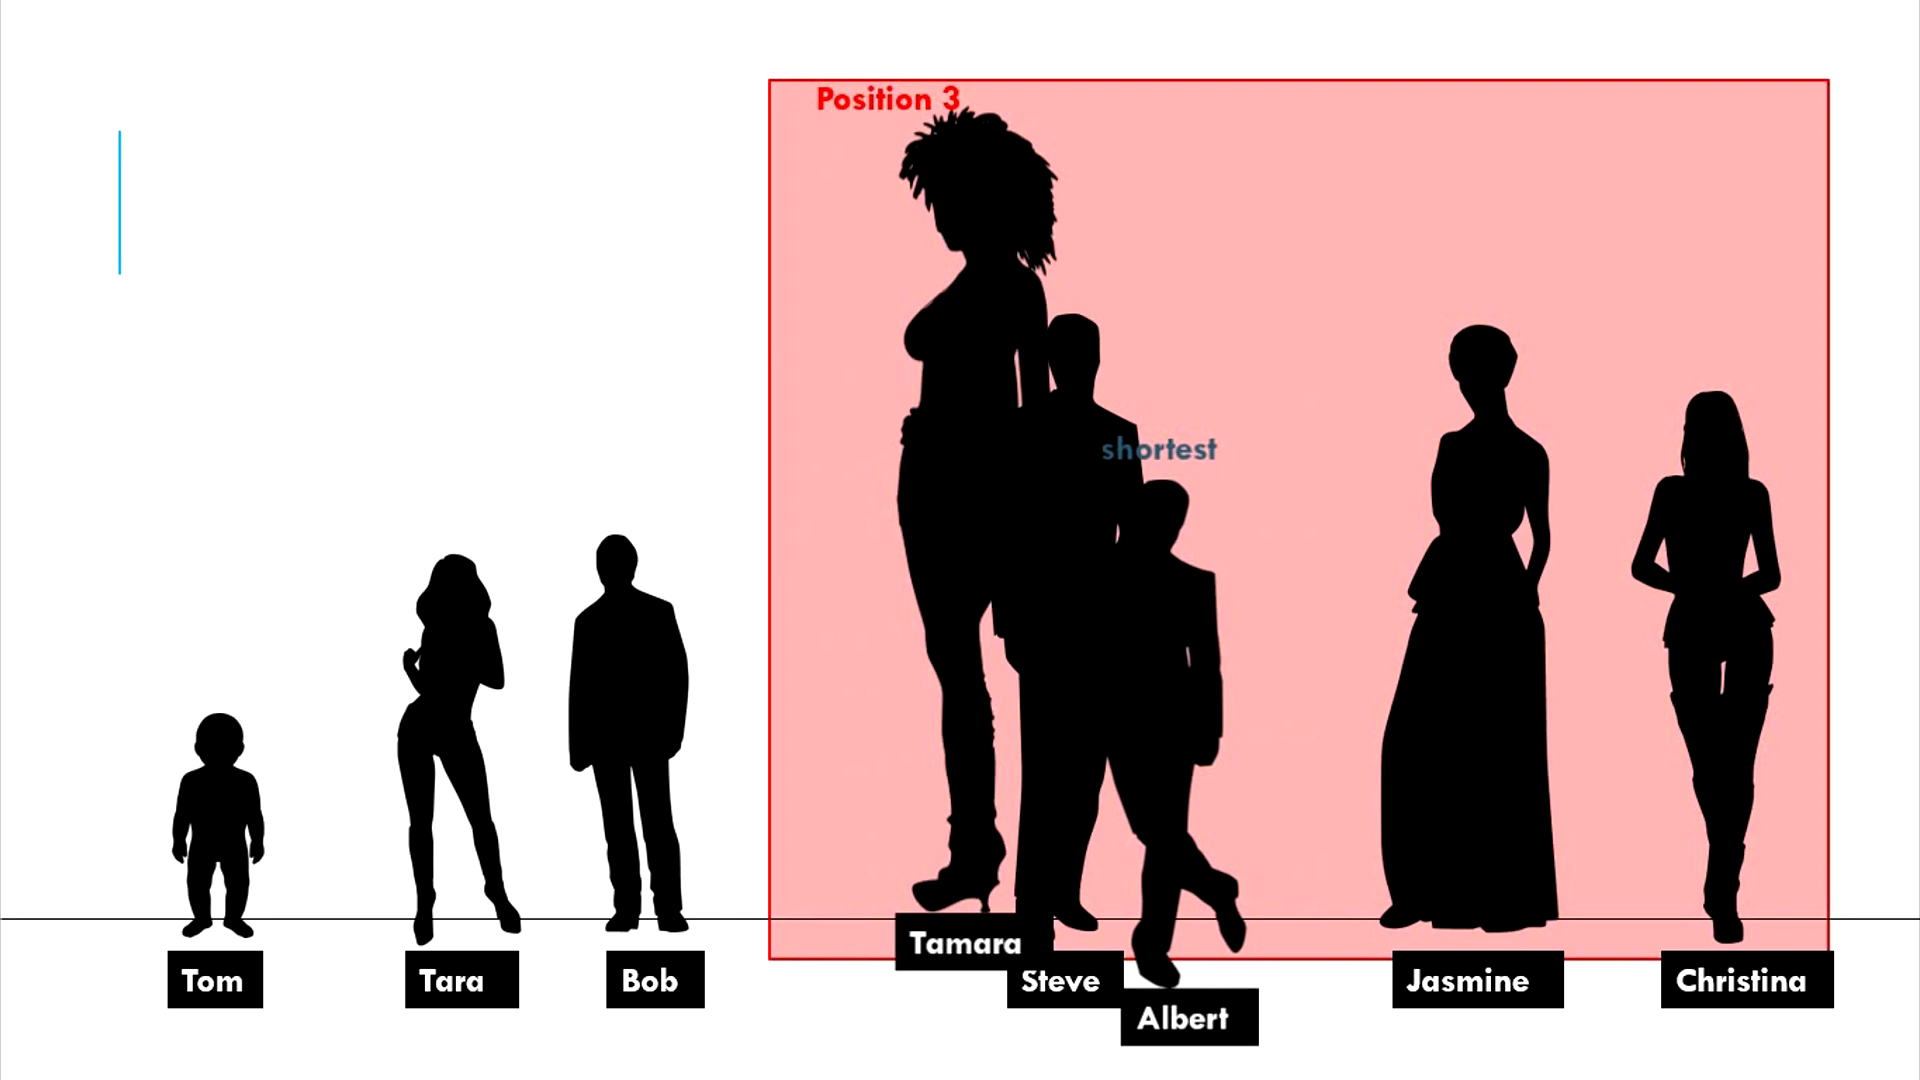 Position 3
shortest
Tom
Tara
Bob
Tamara
Steve
Albert
Jasmine
Christina